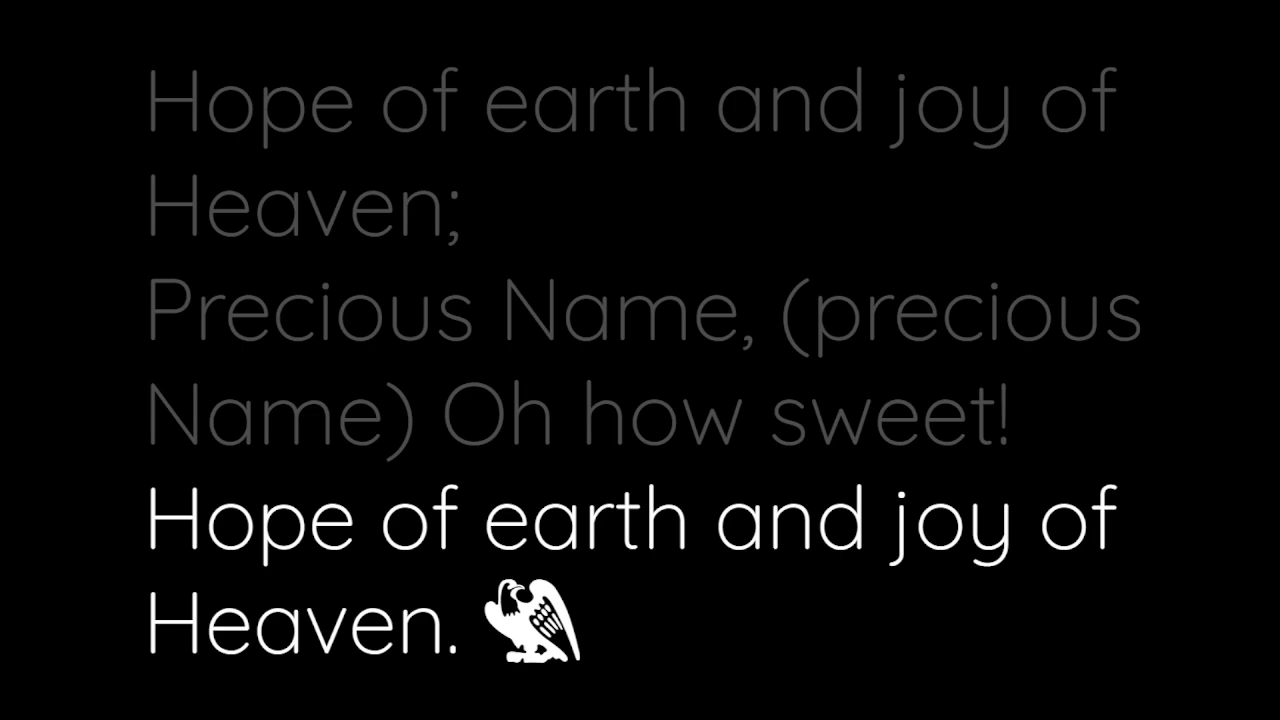 Hope of earth and joy of
Heaven;
Precious Name, (precious
Name) Oh how sweet!
Hope of earth and joy of
Heaven.